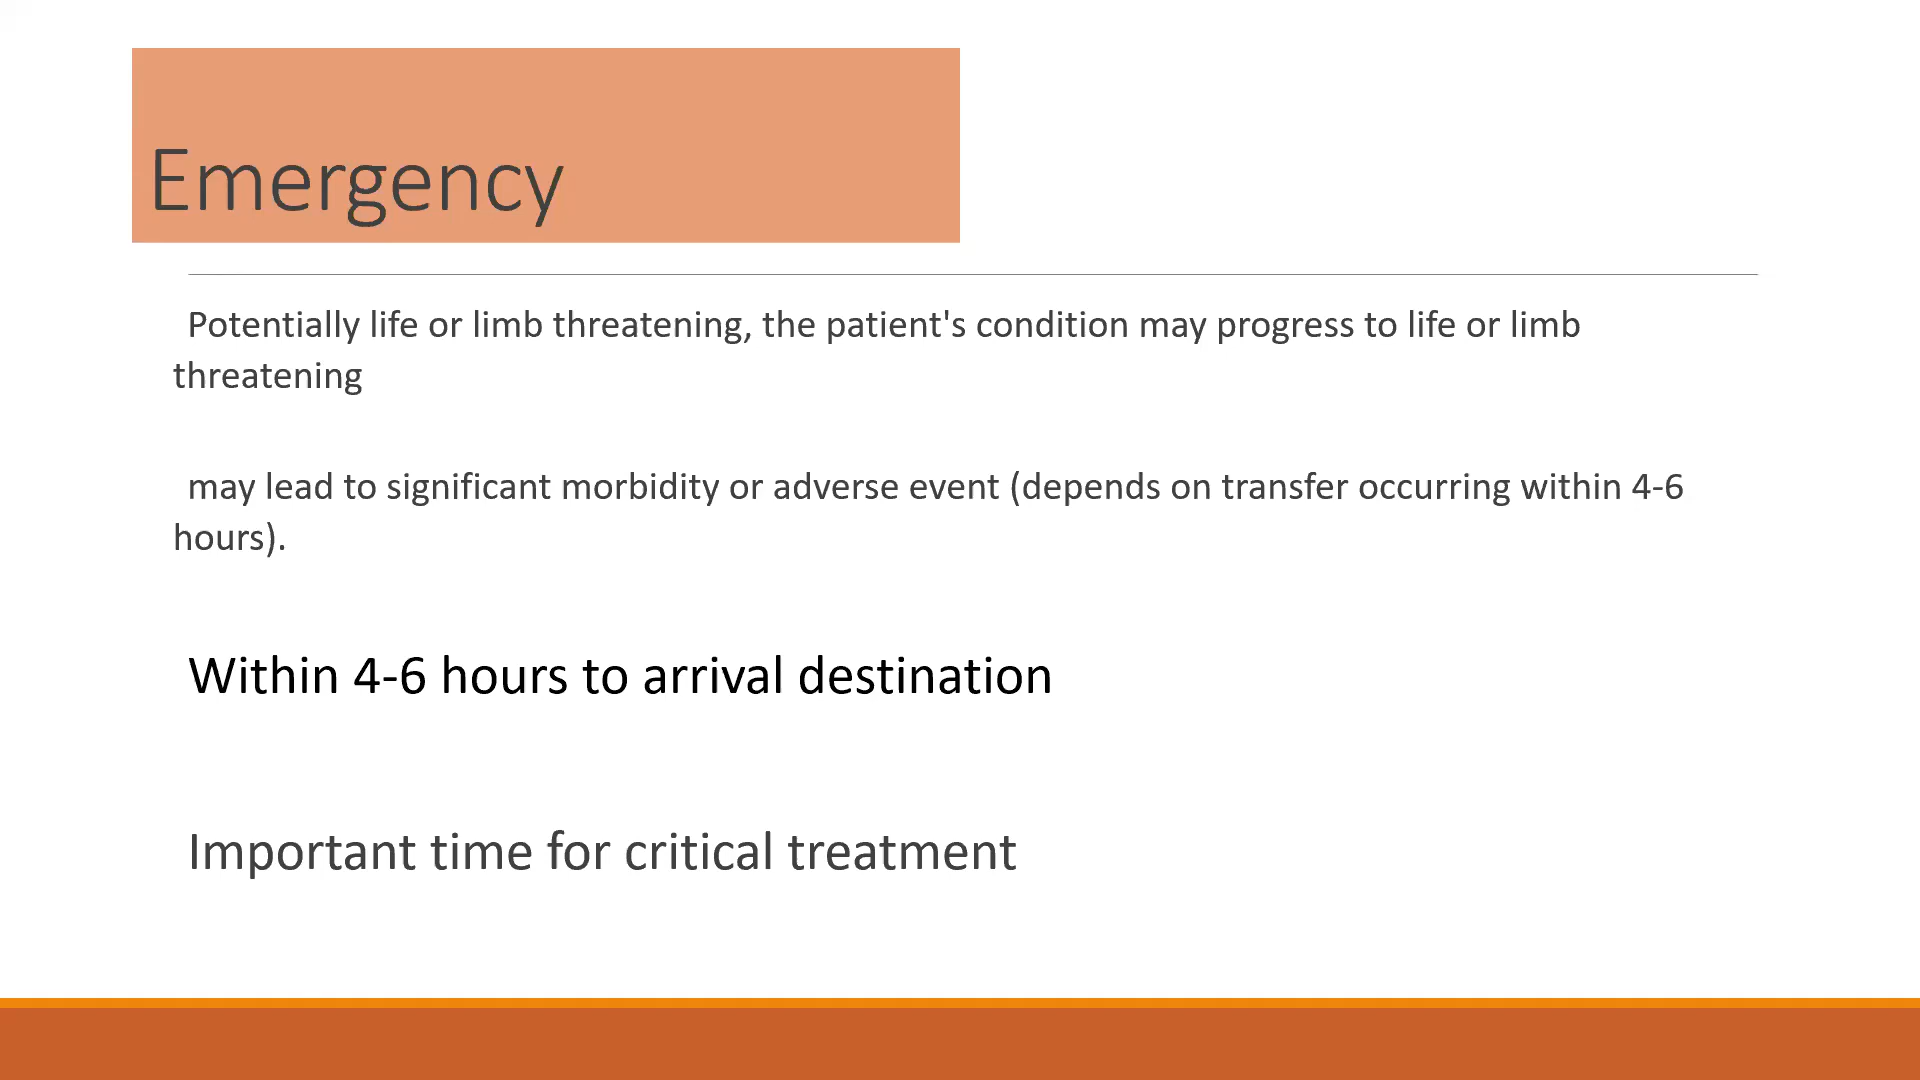 Emergency
Potentially life or limb threatening, the patient's condition may progress to life or limb
threatening
may lead to significant morbidity or adverse event (depends on transfer occurring within 4-6
hours).
Within 4-6 hours to arrival destination
Important time for critical treatment